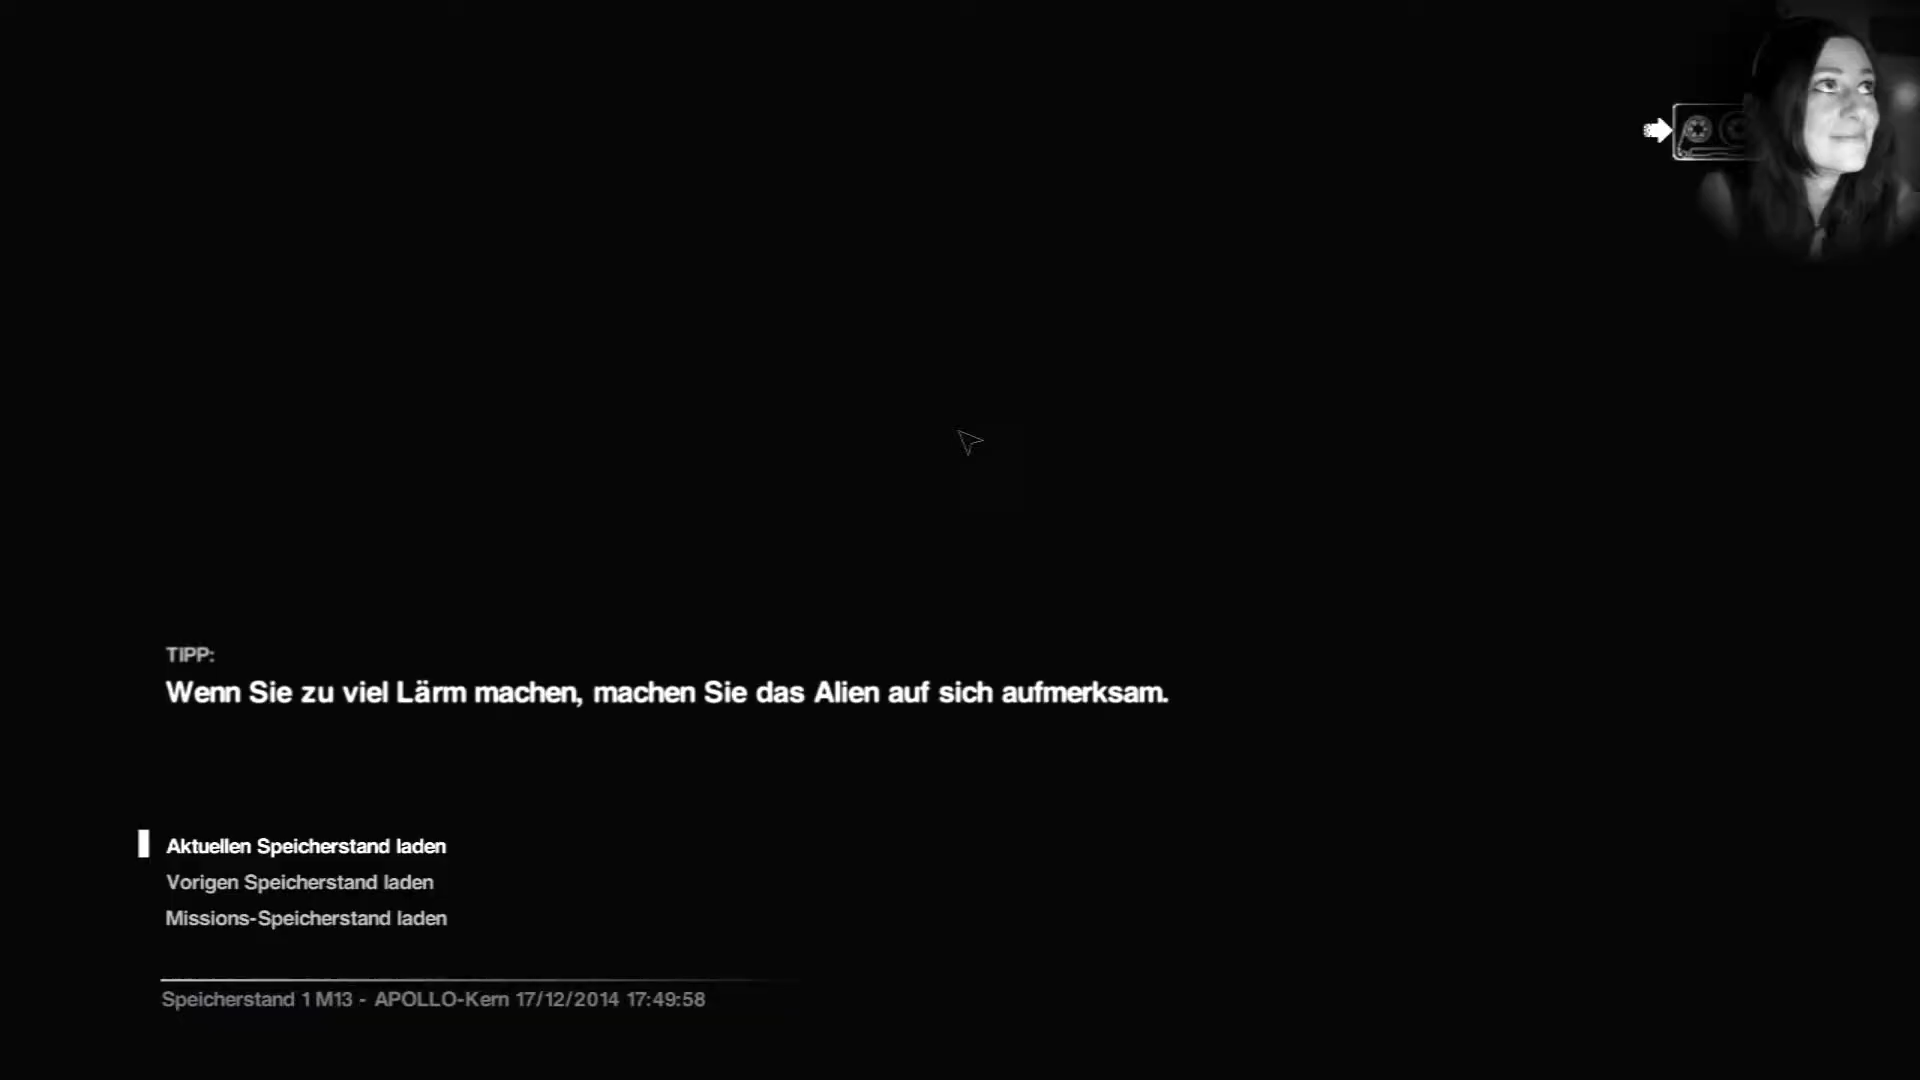 TIPP:
Wenn Sie zu viel Lärm machen, machen Sie das Alien auf sich aufmerksam.
Aktuellen Speicherstand laden
Vorigen Speicherstand laden
Missions-Speicherstand laden
Speicherstand 1 M13 - APOLLO-Kern 17/12/2014 17:49:58